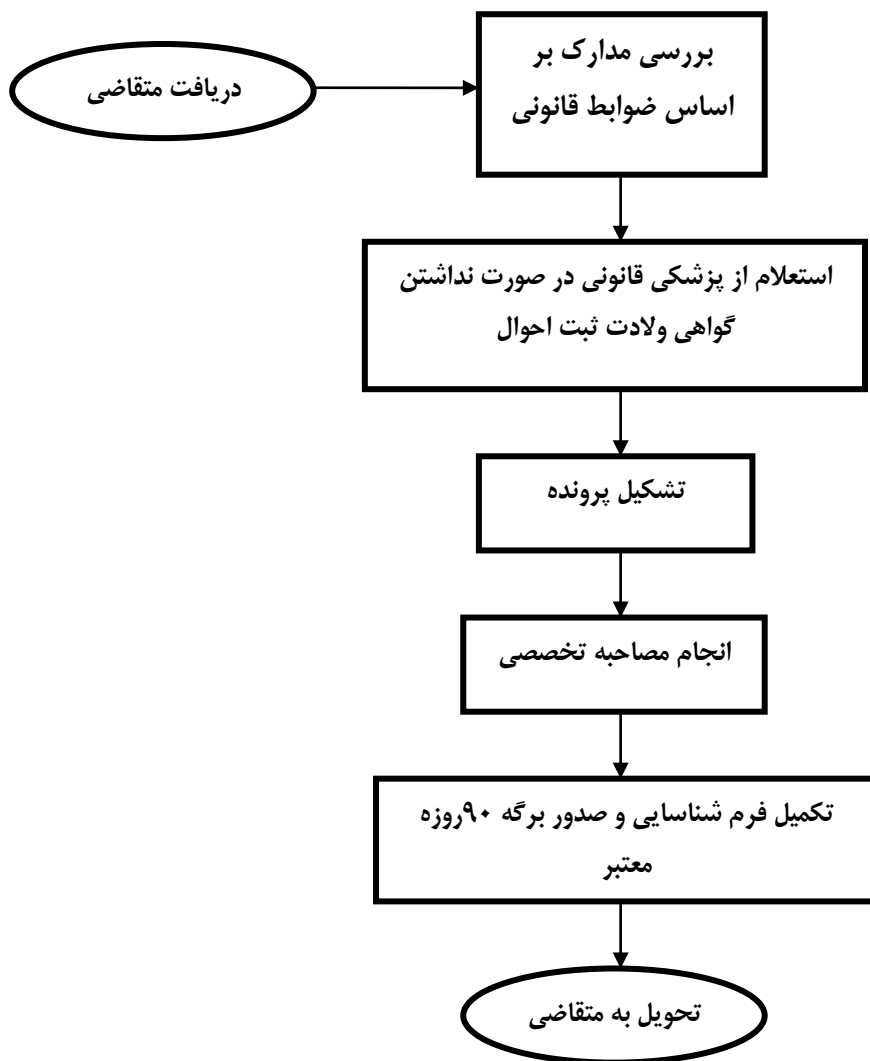 دریافت متقاضی
بررسی مدارک بر
اساس ضوابط قانونی
استعلام از پزشکی قانونی در صورت نداشتن
گواهی ولادت ثبت احوال
تشکیل پرونده
انجام مصاحبه تخصصی
تکمیل فرم شناسایی و صدور برگه ۹۰روزه
معتبر
تحویل به متقاضی